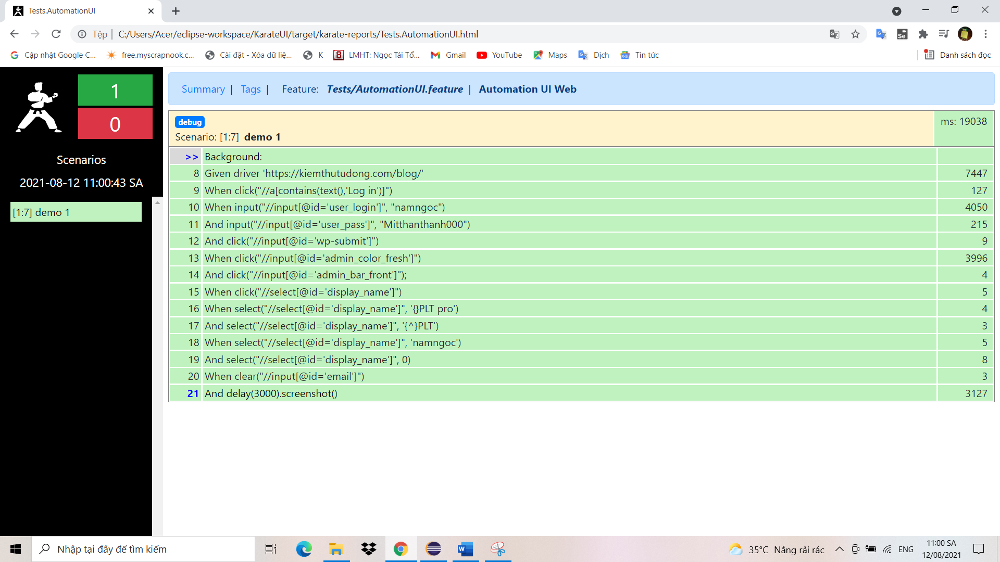 Tests.AutomationUI
Tệp | C:/Users/Acer/eclipse-workspace/KarateUI/target/karate-reports/Tests.AutomationUI.html
Cập nhật Google C... free.myscrapnook.c... Cài đặt - Xóa dữ liệ... K LMHT: Ngọc Tái Tổ... Gmail YouTube Maps Dịch Tin tức Danh sách đọc
1
0
Scenarios
2021-08-12 11:00:43 SA
[1:7] demo 1
Summary | Tags | Feature: Tests/AutomationUI.feature | Automation UI Web
debug
ms: 19038
Scenario: [1:7] demo 1
>> Background:
8 Given driver 'https://kiemthutudong.com/blog/' 7447
9 When click("//a[contains(text(),'Log in')]") 127
10 When input("//input[@id='user_login']", "namngoc") 4050
11 And input("//input[@id='user_pass']", "Mitthanthanh000") 215
12 And click("//input[@id='wp-submit']") 9
13 When click("//input[@id='admin_color_fresh']") 3996
14 And click("//input[@id='admin_bar_front']"); 4
15 When click("//select[@id='display_name']") 5
16 When select("//select[@id='display_name']", '{}PLT pro') 4
17 And select("//select[@id='display_name']", '{^}PLT') 3
18 When select("//select[@id='display_name']", 'namngoc') 5
19 And select("//select[@id='display_name']", 0) 8
20 When clear("//input[@id='email']") 3
21 And delay(3000).screenshot() 3127
Nhập tại đây để tìm kiếm
35°C Nắng rải rác
ENG
11:00 SA
12/08/2021